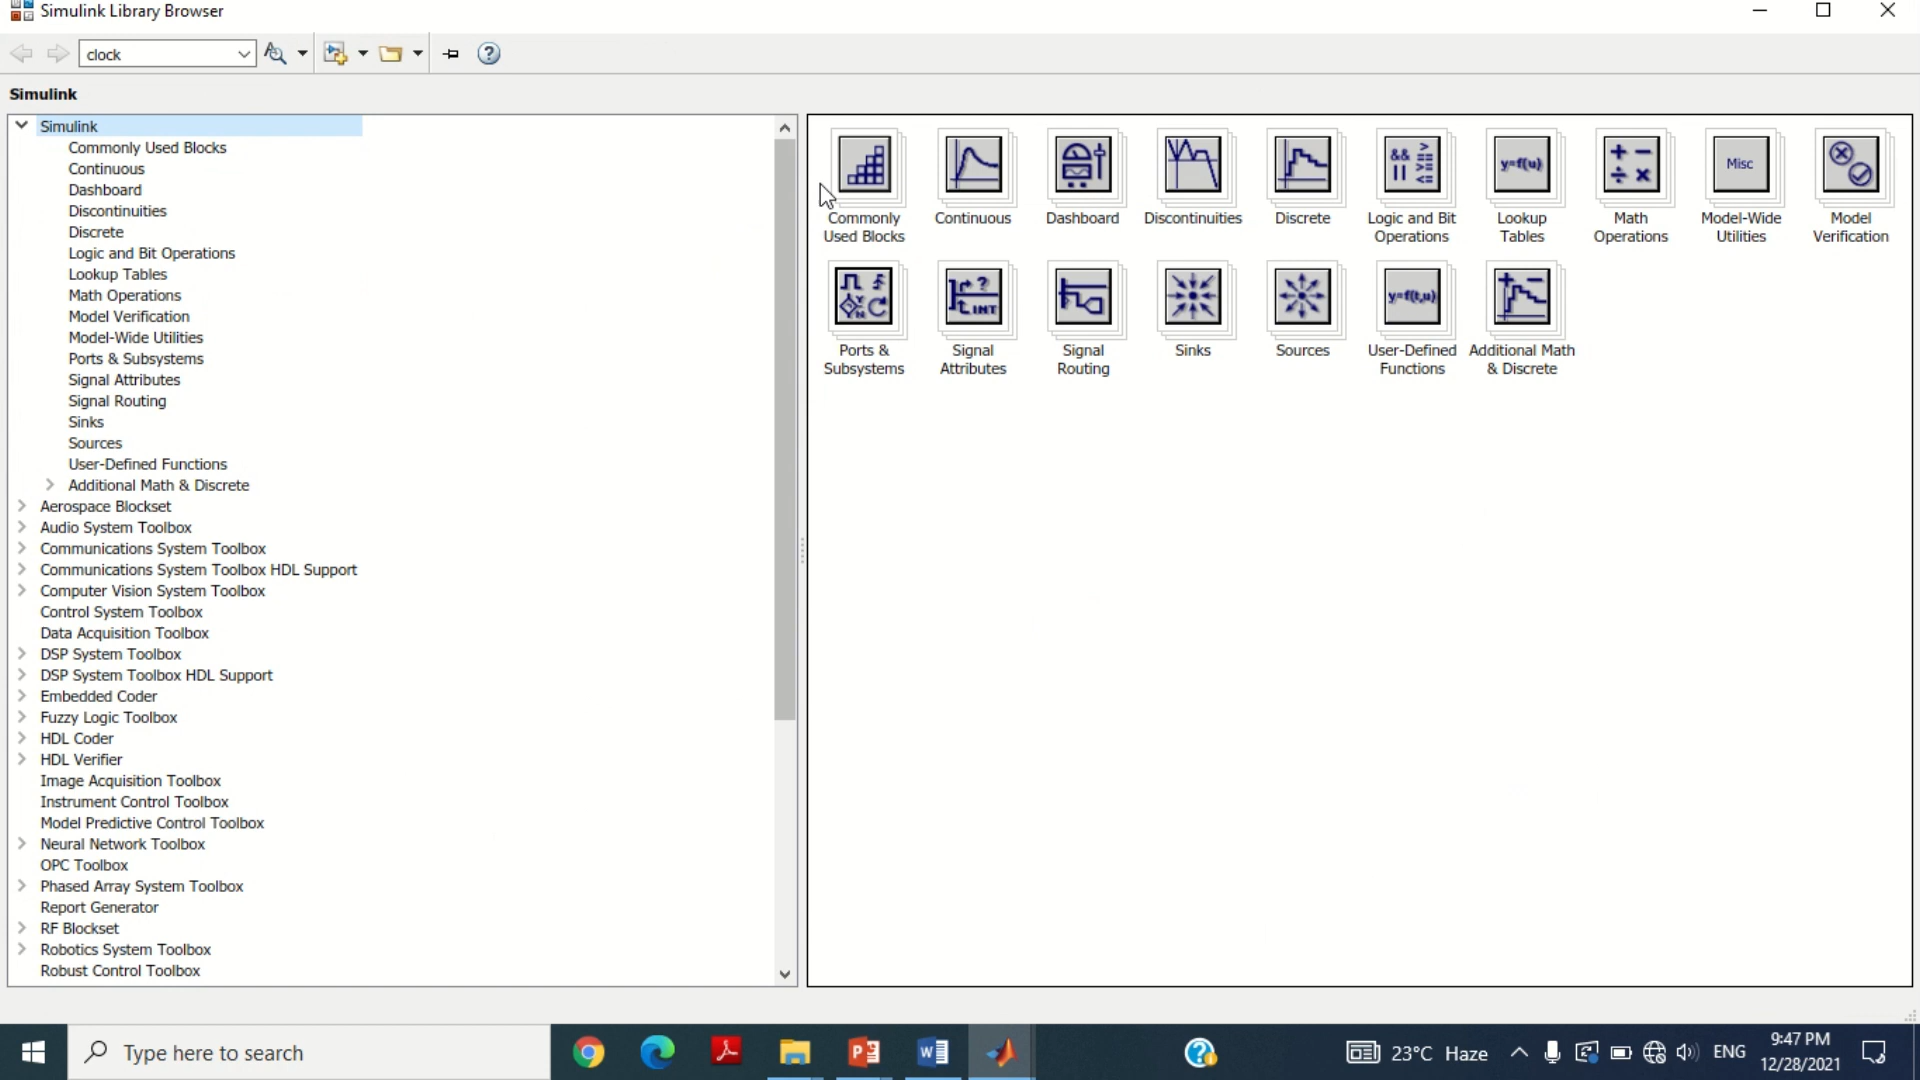 Simulink Library Browser
clock
Simulink
Simulink
Commonly Used Blocks
Continuous
Dashboard
Discontinuities
Discrete
Logic and Bit Operations
Lookup Tables
Math Operations
Model Verification
Model-Wide Utilities
Ports & Subsystems
Signal Attributes
Signal Routing
Sinks
Sources
User-Defined Functions
Additional Math & Discrete
Aerospace Blockset
Audio System Toolbox
Communications System Toolbox
Communications System Toolbox HDL Support
Computer Vision System Toolbox
Control System Toolbox
Data Acquisition Toolbox
DSP System Toolbox
DSP System Toolbox HDL Support
Embedded Coder
Fuzzy Logic Toolbox
HDL Coder
HDL Verifier
Image Acquisition Toolbox
Instrument Control Toolbox
Model Predictive Control Toolbox
Neural Network Toolbox
OPC Toolbox
Phased Array System Toolbox
Report Generator
RF Blockset
Robotics System Toolbox
Robust Control Toolbox
&& > || == <=
y=f(u)
+ − ÷ ×
Misc
Commonly Used Blocks
Continuous
Dashboard
Discontinuities
Discrete
Logic and Bit Operations
Lookup Tables
Math Operations
Model-Wide Utilities
Model Verification
? INT
y=f(t,u)
+ −
Ports & Subsystems
Signal Attributes
Signal Routing
Sinks
Sources
User-Defined Functions
Additional Math & Discrete
Type here to search
23°C Haze
ENG
9:47 PM
12/28/2021